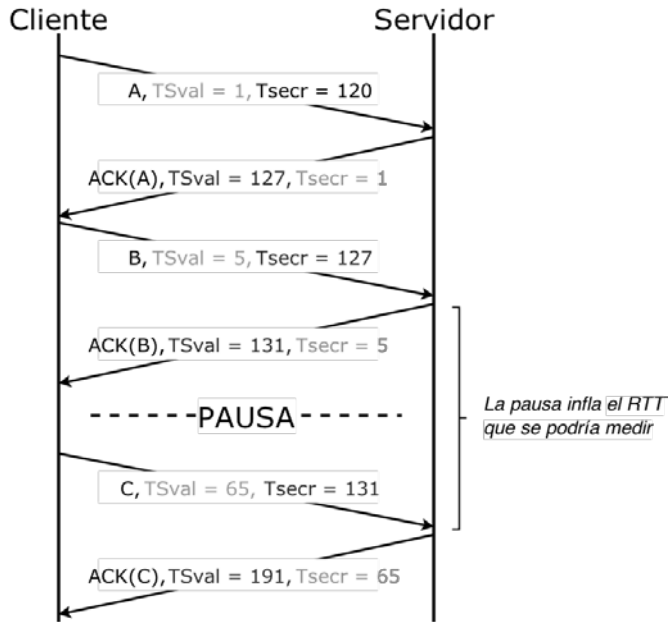 Cliente
Servidor
A, TSval = 1, Tsecr = 120
ACK(A), TSval = 127, Tsecr = 1
B, TSval = 5, Tsecr = 127
ACK(B), TSval = 131, Tsecr = 5
PAUSA
La pausa infla el RTT
que se podría medir
C, TSval = 65, Tsecr = 131
ACK(C), TSval = 191, Tsecr = 65